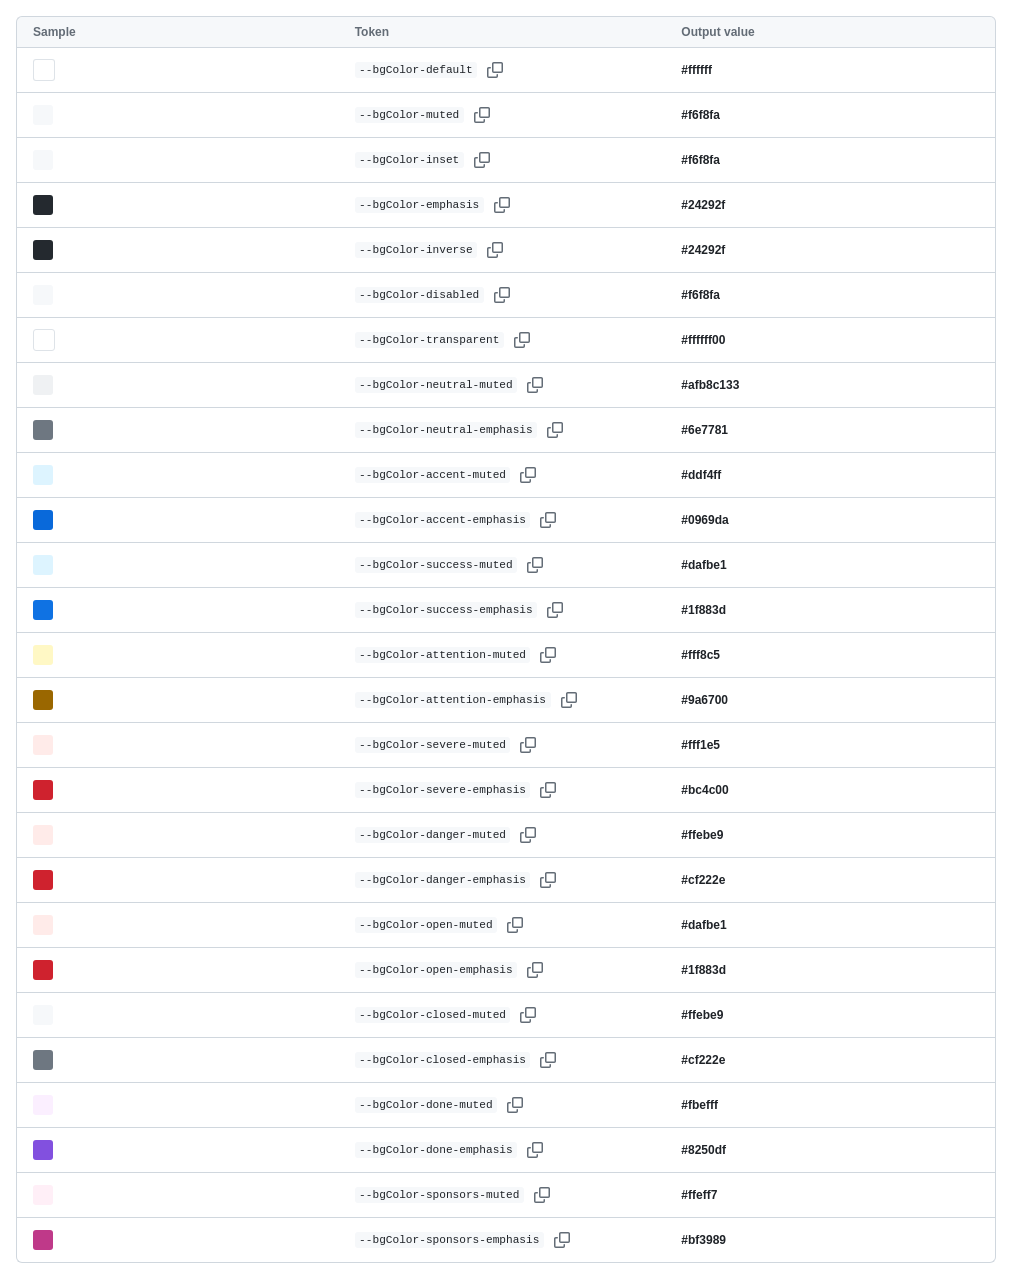 Sample Token Output value
--bgColor-default #ffffff
--bgColor-muted #f6f8fa
--bgColor-inset #f6f8fa
--bgColor-emphasis #24292f
--bgColor-inverse #24292f
--bgColor-disabled #f6f8fa
--bgColor-transparent #ffffff00
--bgColor-neutral-muted #afb8c133
--bgColor-neutral-emphasis #6e7781
--bgColor-accent-muted #ddf4ff
--bgColor-accent-emphasis #0969da
--bgColor-success-muted #dafbe1
--bgColor-success-emphasis #1f883d
--bgColor-attention-muted #fff8c5
--bgColor-attention-emphasis #9a6700
--bgColor-severe-muted #fff1e5
--bgColor-severe-emphasis #bc4c00
--bgColor-danger-muted #ffebe9
--bgColor-danger-emphasis #cf222e
--bgColor-open-muted #dafbe1
--bgColor-open-emphasis #1f883d
--bgColor-closed-muted #ffebe9
--bgColor-closed-emphasis #cf222e
--bgColor-done-muted #fbefff
--bgColor-done-emphasis #8250df
--bgColor-sponsors-muted #ffeff7
--bgColor-sponsors-emphasis #bf3989